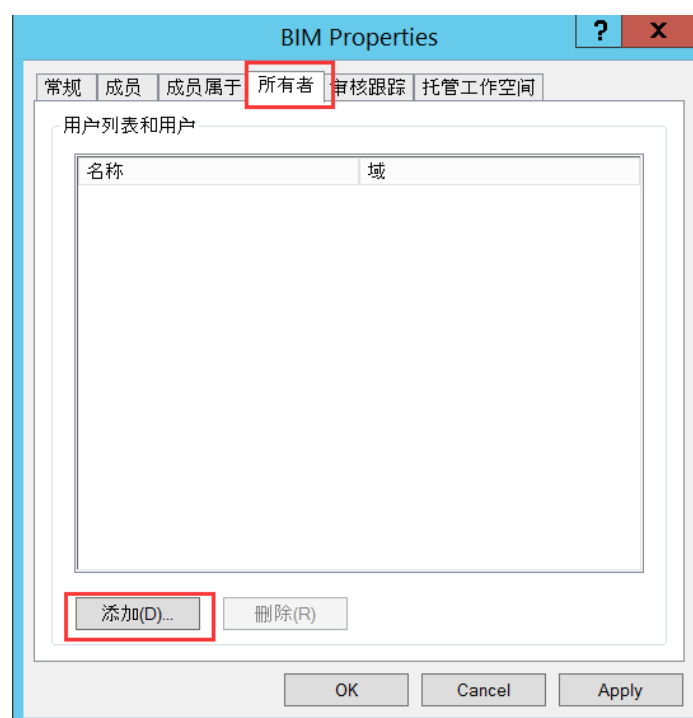 BIM Properties ? x
常规 成员 成员属于 所有者 审核跟踪 托管工作空间
用户列表和用户
名称 域
添加(D)... 删除(R)
OK Cancel Apply